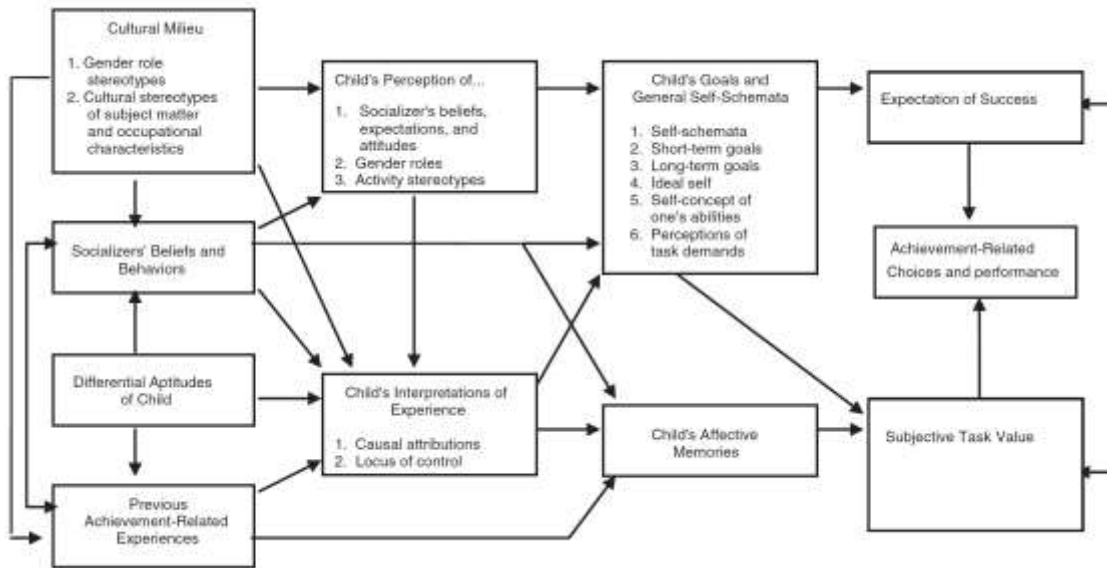 Cultural Milieu
1. Gender role
stereotypes
2. Cultural stereotypes
of subject matter
and occupational
characteristics
Socializers' Beliefs and
Behaviors
Differential Aptitudes
of Child
Previous
Achievement-Related
Experiences
Child's Perception of...
1. Socializer's beliefs,
expectations, and
attitudes
2. Gender roles
3. Activity stereotypes
Child's Interpretations of
Experience
1. Causal attributions
2. Locus of control
Child's Goals and
General Self-Schemata
1. Self-schemata
2. Short-term goals
3. Long-term goals
4. Ideal self
5. Self-concept of
one's abilities
6. Perceptions of
task demands
Child's Affective
Memories
Expectation of Success
Achievement-Related
Choices and performance
Subjective Task Value